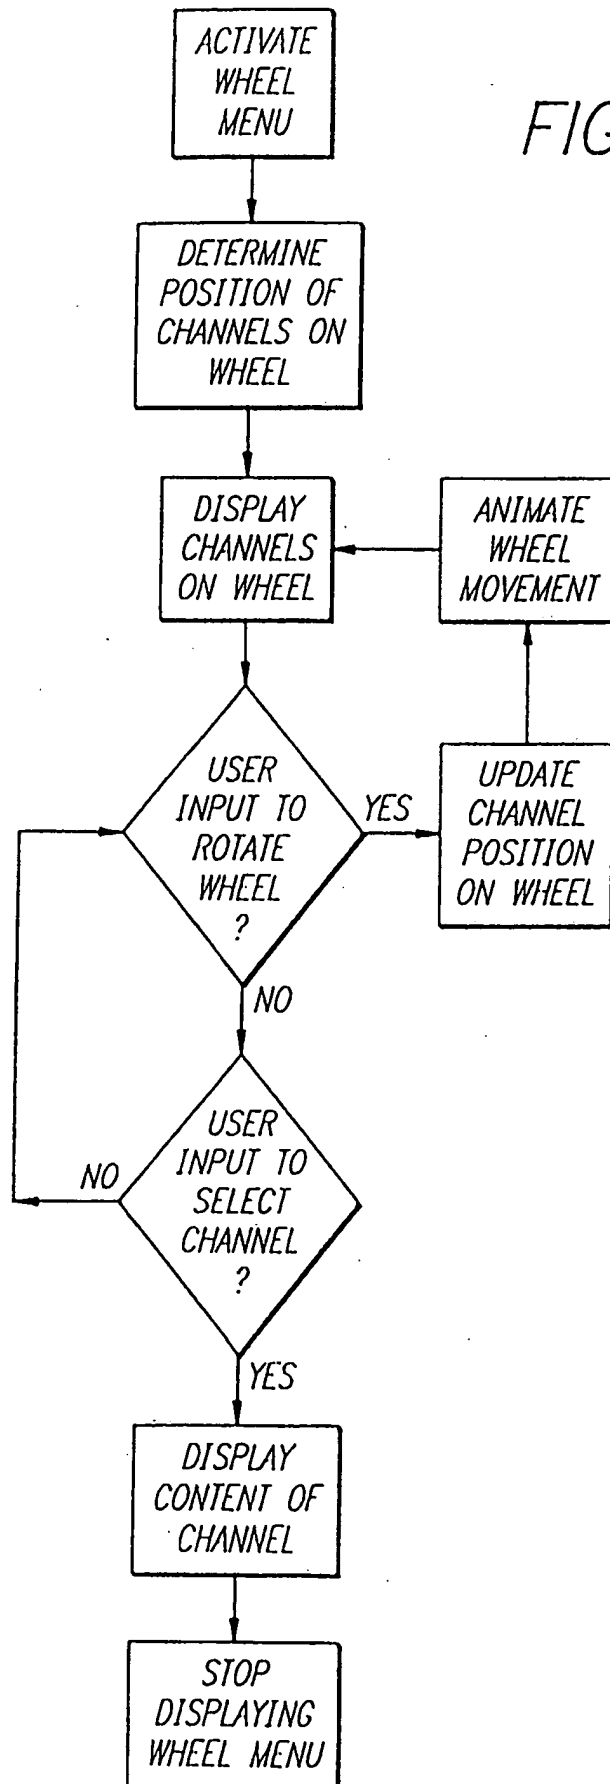 ACTIVATE
WHEEL
MENU
FIG
DETERMINE
POSITION OF
CHANNELS ON
WHEEL
DISPLAY
CHANNELS
ON WHEEL
ANIMATE
WHEEL
MOVEMENT
USER
INPUT TO
ROTATE
WHEEL
?
YES
UPDATE
CHANNEL
POSITION
ON WHEEL
NO
USER
INPUT TO
SELECT
CHANNEL
?
NO
YES
DISPLAY
CONTENT OF
CHANNEL
STOP
DISPLAYING
WHEEL MENU